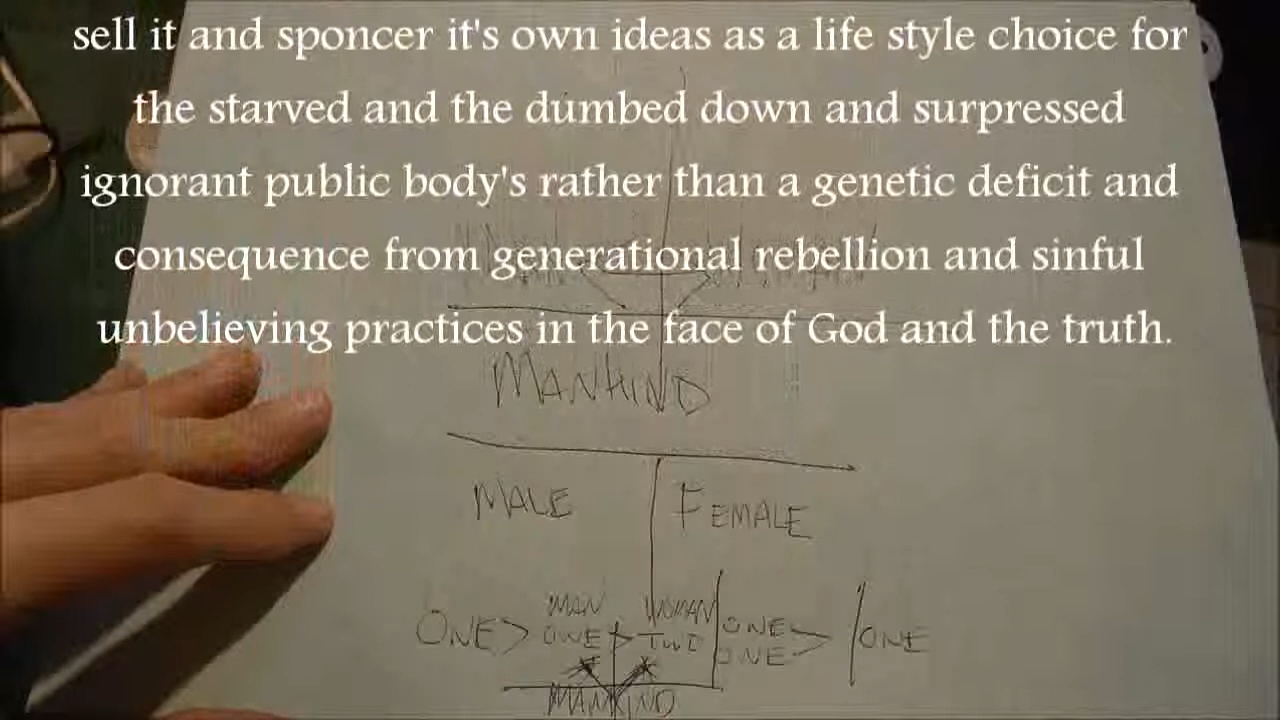 sell it and sponcer it's own ideas as a life style choice for
the starved and the dumbed down and surpressed
ignorant public body's rather than a genetic deficit and
consequence from generational rebellion and sinful
unbelieving practices in the face of God and the truth.
MANKIND
MALE FEMALE
MAN WOMAN
ONE > ONE > TWO ONE > ONE
ONE
MANKIND